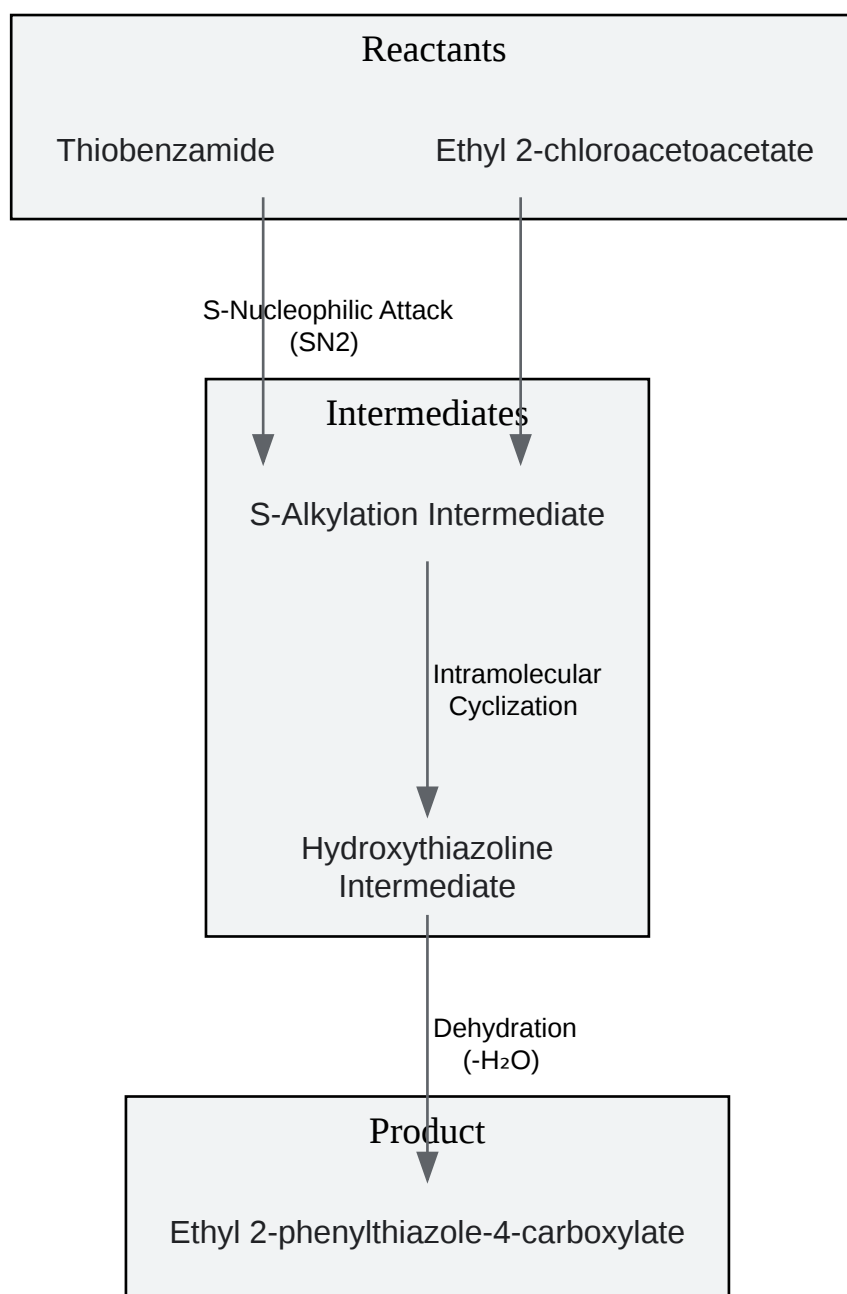 Reactants
Thiobenzamide
Ethyl 2-chloroacetoacetate
S-Nucleophilic Attack
(SN2)
Intermediates
S-Alkylation Intermediate
Intramolecular
Cyclization
Hydroxythiazoline
Intermediate
Dehydration
(-H₂O)
Product
Ethyl 2-phenylthiazole-4-carboxylate